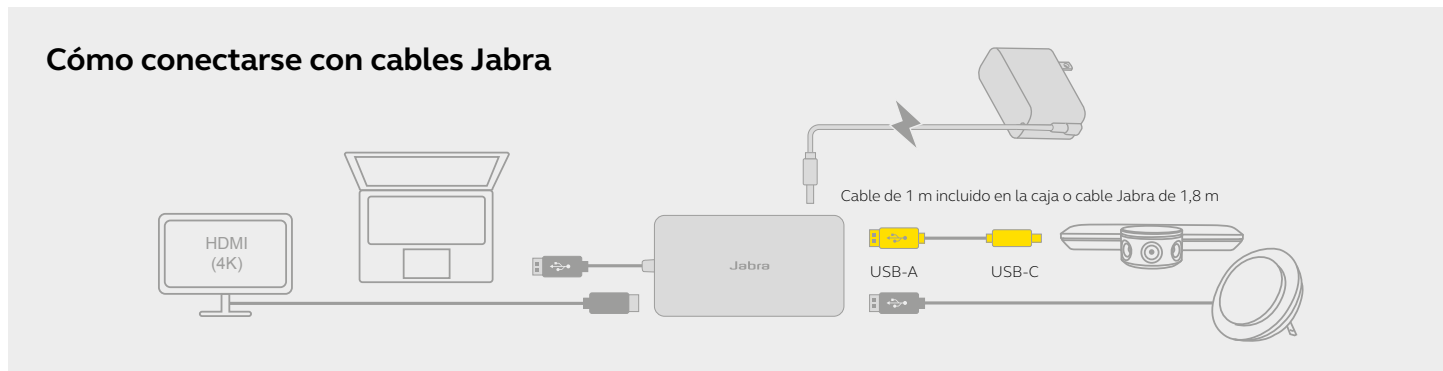 Cómo conectarse con cables Jabra
Cable de 1 m incluido en la caja o cable Jabra de 1,8 m
HDMI
(4K)
Jabra
USB-A
USB-C